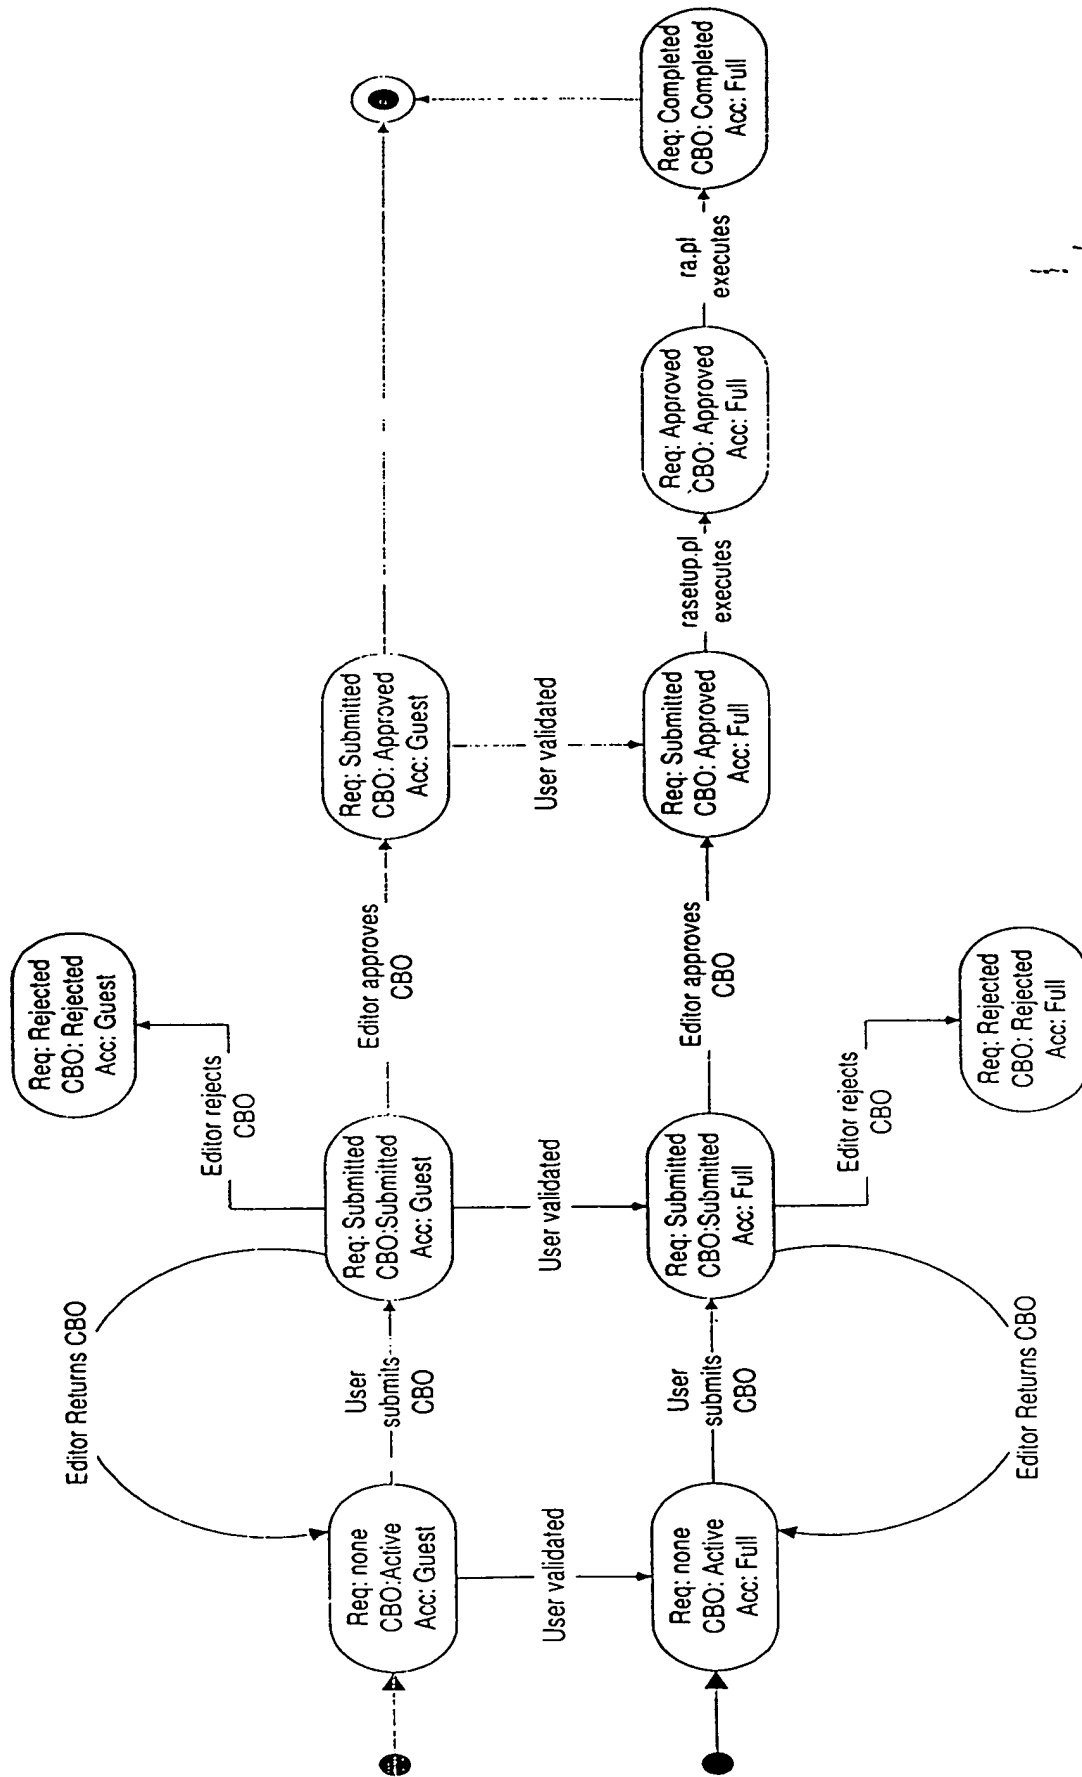 Req: Rejected
CBO: Rejected
Acc: Guest
Editor rejects
CBO
Editor Returns CBO
Req: none
CBO:Active
Acc: Guest
User
submits
CBO
Req: Submitted
CBO:Submitted
Acc: Guest
Editor approves
CBO
Req: Submitted
CBO: Approved
Acc: Guest
User validated
User validated
User validated
Req: none
CBO: Active
Acc: Full
User
submits
CBO
Req: Submitted
CBO:Submitted
Acc: Full
Editor approves
CBO
Req: Submitted
CBO: Approved
Acc: Full
rasetup.pl
executes
Req: Approved
CBO: Approved
Acc: Full
ra.pl
executes
Req: Completed
CBO: Completed
Acc: Full
Editor rejects
CBO
Editor Returns CBO
Req: Rejected
CBO: Rejected
Acc: Full